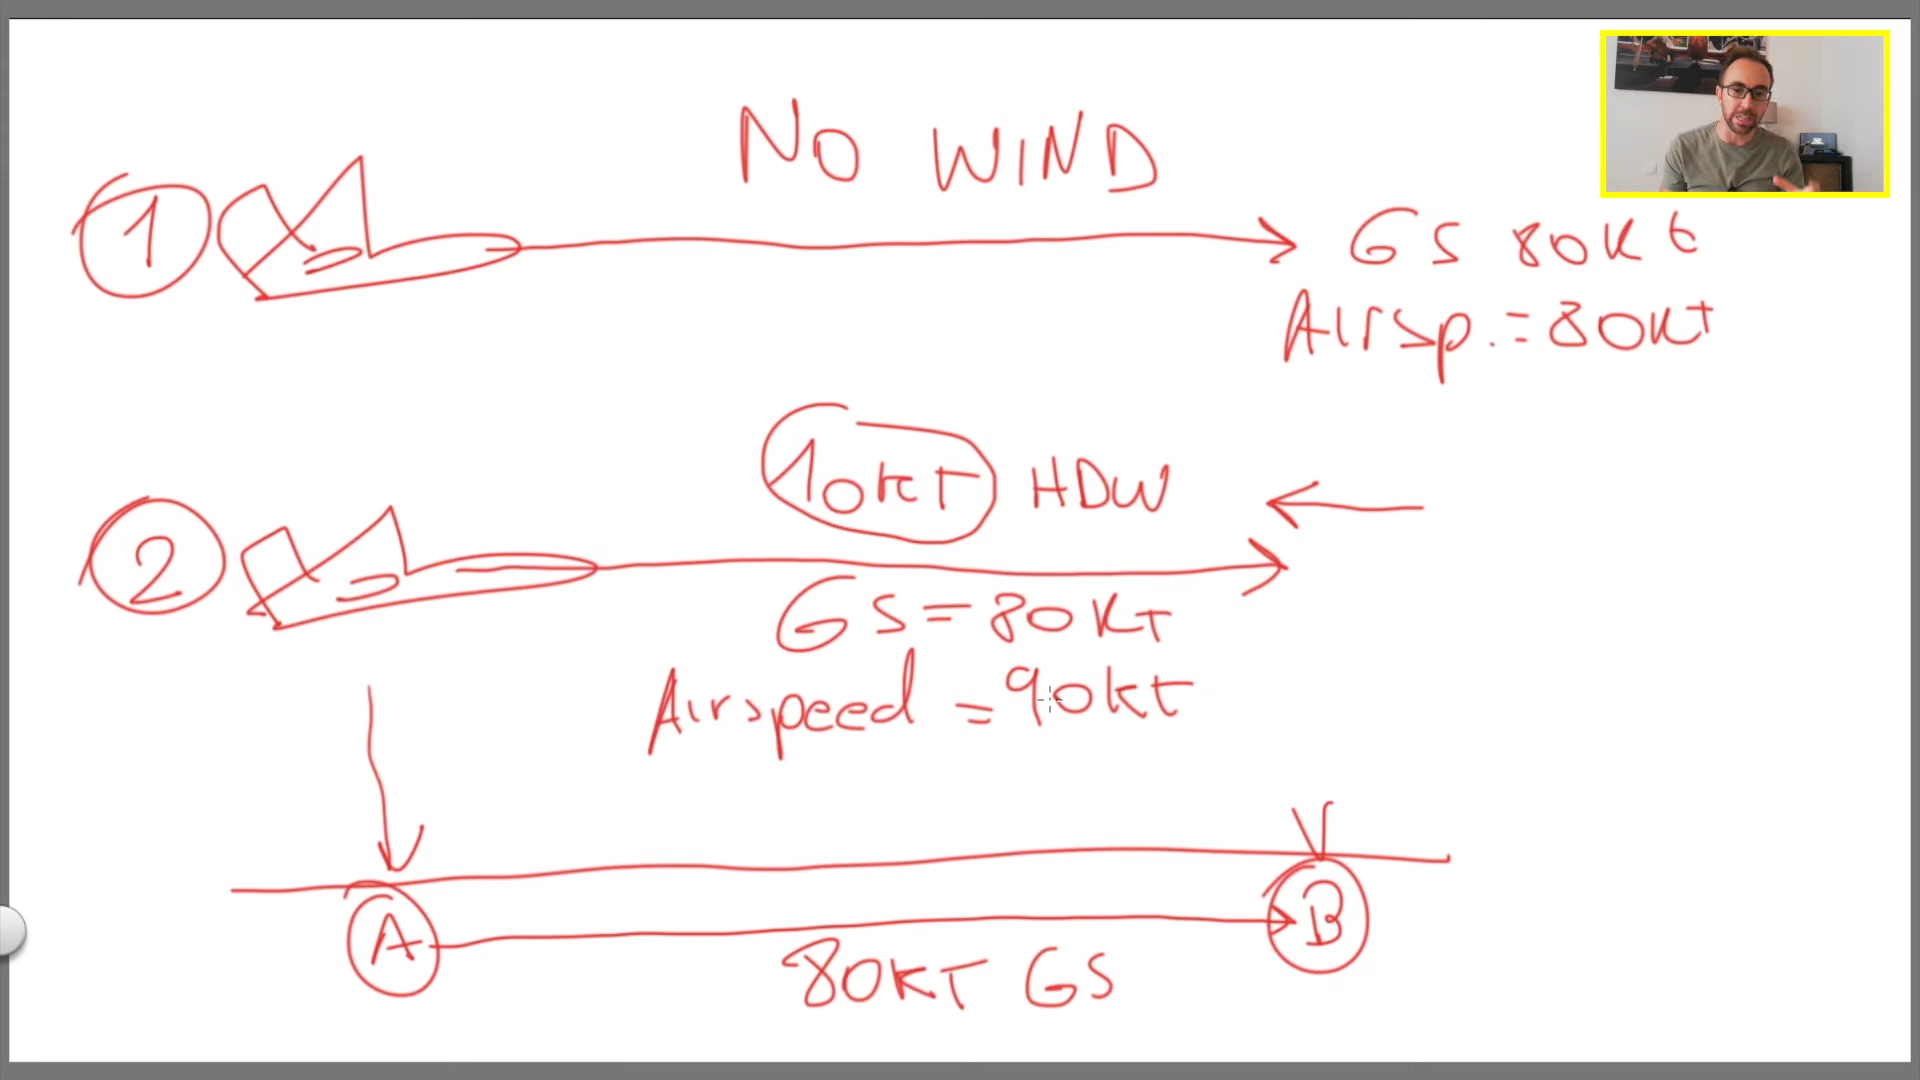 NO WIND
1
GS 80Kt
Airsp.=80Kt
10KT HDW
2
GS=80KT
Airspeed=90kt
A
B
80KT GS